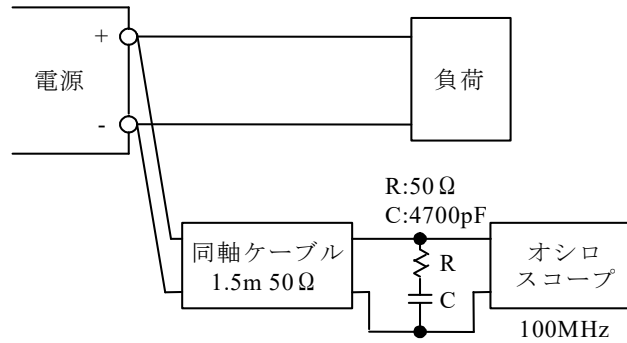 +
電源
-
負荷
R:50Ω
C:4700pF
同軸ケーブル
1.5m 50Ω
R
C
オシロ
スコープ
100MHz